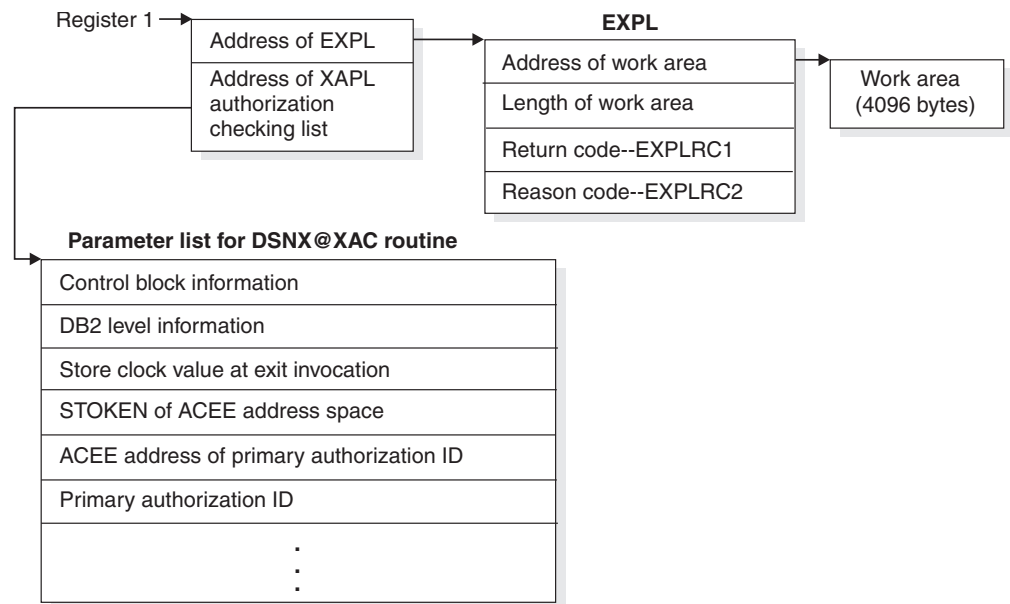 Register 1
Address of EXPL
Address of XAPL
authorization
checking list
EXPL
Address of work area
Length of work area
Return code--EXPLRC1
Reason code--EXPLRC2
Work area
(4096 bytes)
Parameter list for DSNX@XAC routine
Control block information
DB2 level information
Store clock value at exit invocation
STOKEN of ACEE address space
ACEE address of primary authorization ID
Primary authorization ID
.
.
.